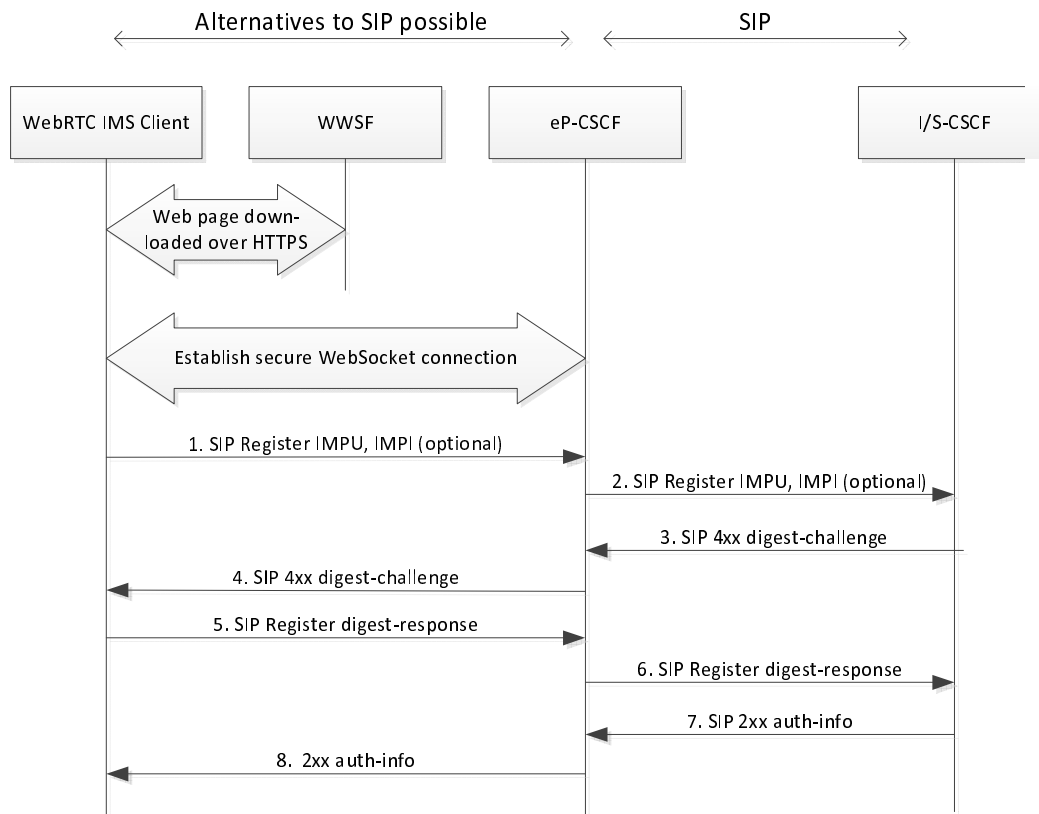 Alternatives to SIP possible
SIP
WebRTC IMS Client
WWSF
eP-CSCF
I/S-CSCF
Web page down-
loaded over HTTPS
Establish secure WebSocket connection
1. SIP Register IMPU, IMPI (optional)
2. SIP Register IMPU, IMPI (optional)
3. SIP 4xx digest-challenge
4. SIP 4xx digest-challenge
5. SIP Register digest-response
6. SIP Register digest-response
7. SIP 2xx auth-info
8. 2xx auth-info